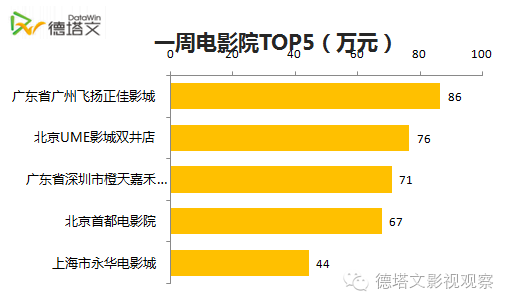 DataWin
德塔文
一周电影院TOP5（万元）
0 20 40 60 80 100
广东省广州飞扬正佳影城 86
北京UME影城双井店 76
广东省深圳市橙天嘉禾... 71
北京首都电影院 67
上海市永华电影城 44
德塔文影视观察